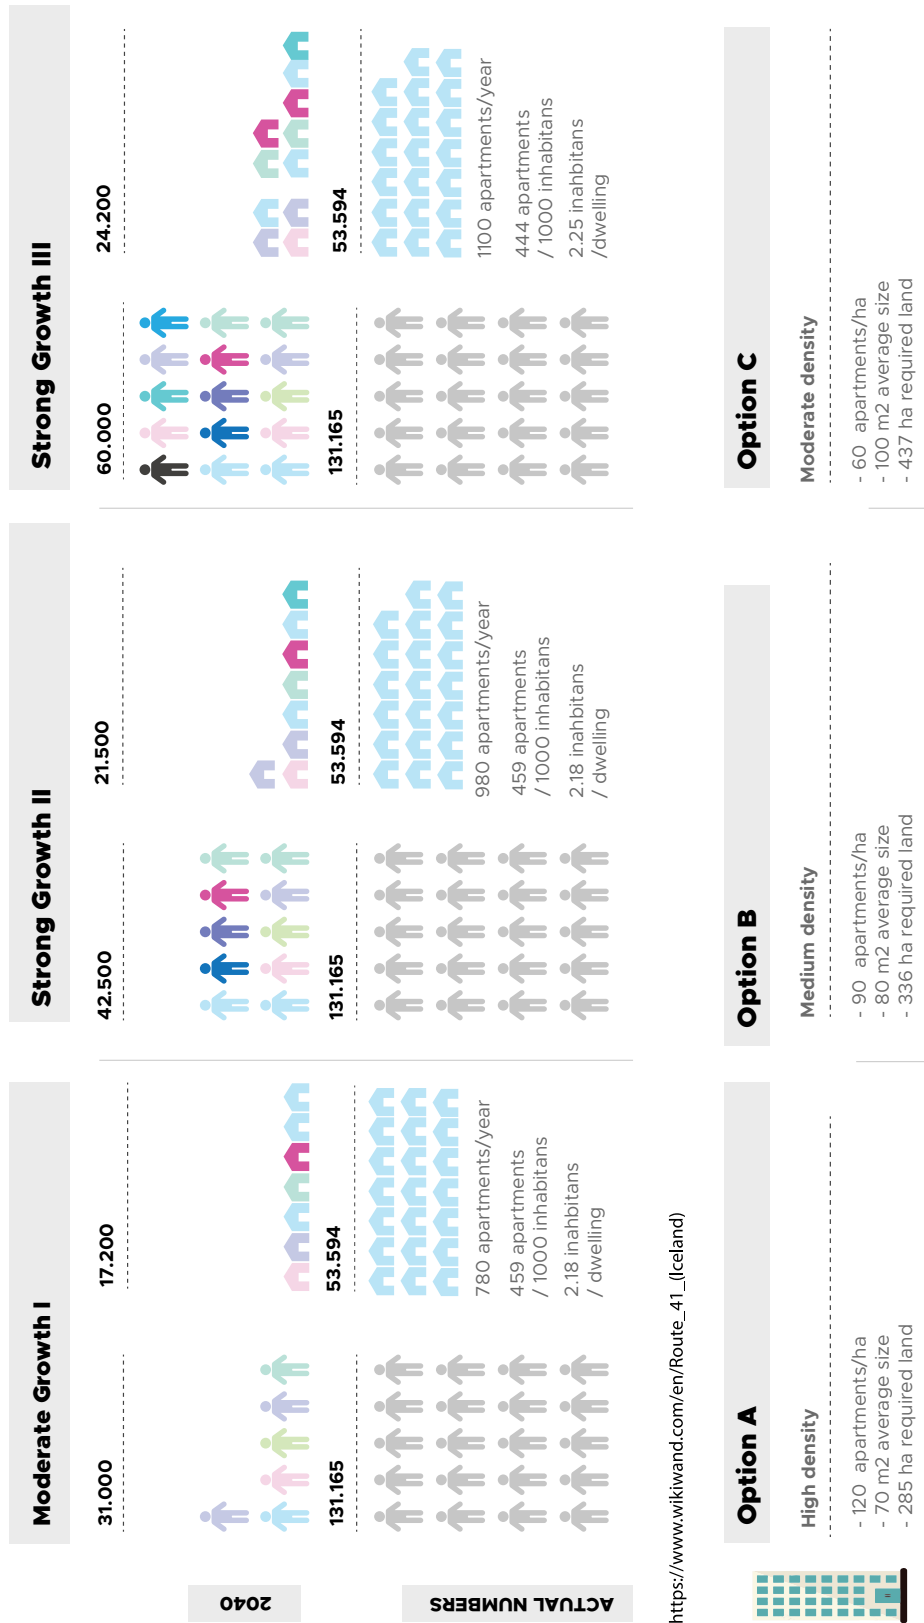 Moderate Growth I
31.000
17.200
131.165
53.594
780 apartments/year
459 apartments
/ 1000 inhabitans
2.18 inahbitans
/ dwelling
Strong Growth II
42.500
21.500
131.165
53.594
980 apartments/year
459 apartments
/ 1000 inhabitans
2.18 inahbitans
/ dwelling
Strong Growth III
60.000
24.200
131.165
53.594
1100 apartments/year
444 apartments
/ 1000 inhabitans
2.25 inahbitans
/dwelling
2040
ACTUAL NUMBERS
https://www.wikiwand.com/en/Route_41_(Iceland)
Option A
High density
- 120 apartments/ha
- 70 m2 average size
- 285 ha required land
Option B
Medium density
- 90 apartments/ha
- 80 m2 average size
- 336 ha required land
Option C
Moderate density
- 60 apartments/ha
- 100 m2 average size
- 437 ha required land